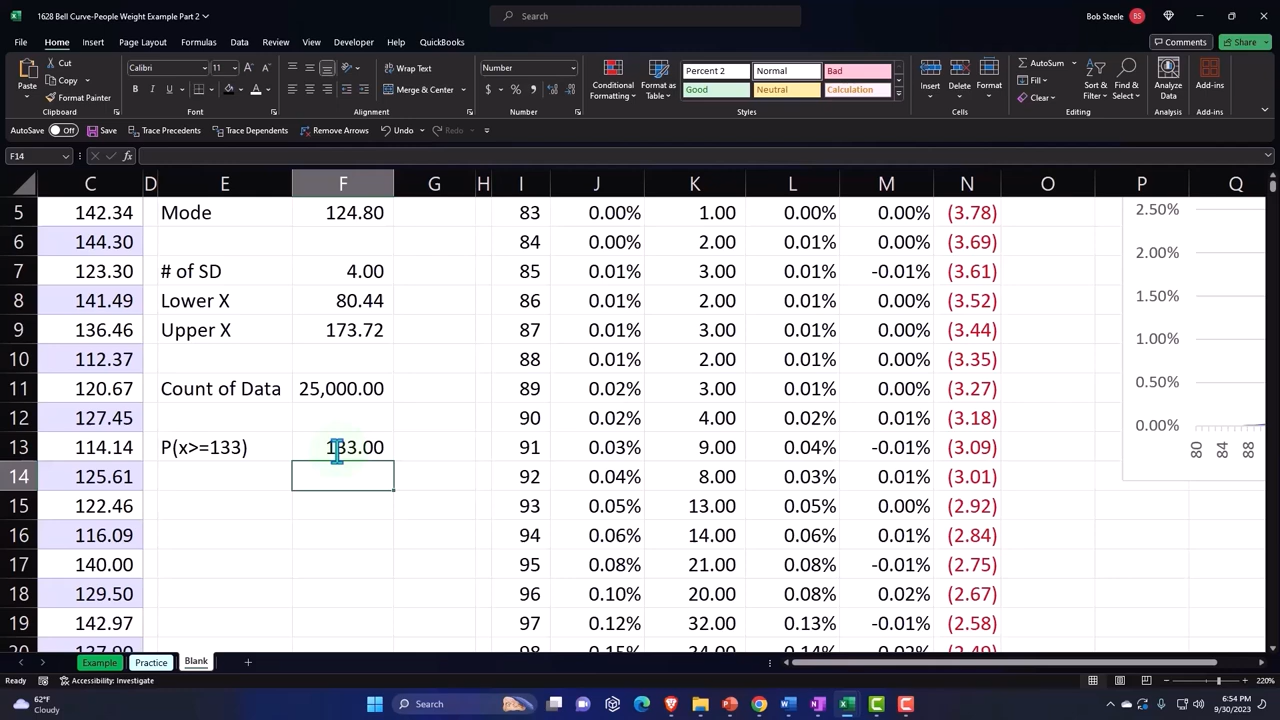 1628 Bell Curve-People Weight Example Part 2
Search
Bob Steele BS
File Home Insert Page Layout Formulas Data Review View Developer Help QuickBooks Comments Share
Paste Cut Copy Format Painter
Calibri 11 Wrap Text Merge & Center Number
Conditional Formatting Format as Table
Percent 2 Normal Bad
Good Neutral Calculation
Insert Delete Format
AutoSum Fill Clear
Sort & Filter Find & Select Analyze Data Add-ins
Clipboard Font Alignment Number Styles Cells Editing Analysis Add-ins
AutoSave Off Save Trace Precedents Trace Dependents Remove Arrows Undo Redo
F14 fx
C D E F G H I J K L M N O P Q
5 142.34 Mode 124.80 83 0.00% 1.00 0.00% 0.00% (3.78) 2.50%
6 144.30 84 0.00% 2.00 0.01% 0.00% (3.69) 2.00%
7 123.30 # of SD 4.00 85 0.01% 3.00 0.01% -0.01% (3.61)
8 141.49 Lower X 80.44 86 0.01% 2.00 0.01% 0.00% (3.52) 1.50%
9 136.46 Upper X 173.72 87 0.01% 3.00 0.01% 0.00% (3.44) 1.00%
10 112.37 88 0.01% 2.00 0.01% 0.00% (3.35)
11 120.67 Count of Data 25,000.00 89 0.02% 3.00 0.01% 0.00% (3.27) 0.50%
12 127.45 90 0.02% 4.00 0.02% 0.01% (3.18) 0.00%
13 114.14 P(x>=133) 133.00 91 0.03% 9.00 0.04% -0.01% (3.09) 80 84 88
14 125.61 92 0.04% 8.00 0.03% 0.01% (3.01)
15 122.46 93 0.05% 13.00 0.05% 0.00% (2.92)
16 116.09 94 0.06% 14.00 0.06% 0.01% (2.84)
17 140.00 95 0.08% 21.00 0.08% -0.01% (2.75)
18 129.50 96 0.10% 20.00 0.08% 0.02% (2.67)
19 142.97 97 0.12% 32.00 0.13% -0.01% (2.58)
Example Practice Blank
Ready Accessibility: Investigate 220%
62°F
Cloudy
Search
6:54 PM
9/30/2023